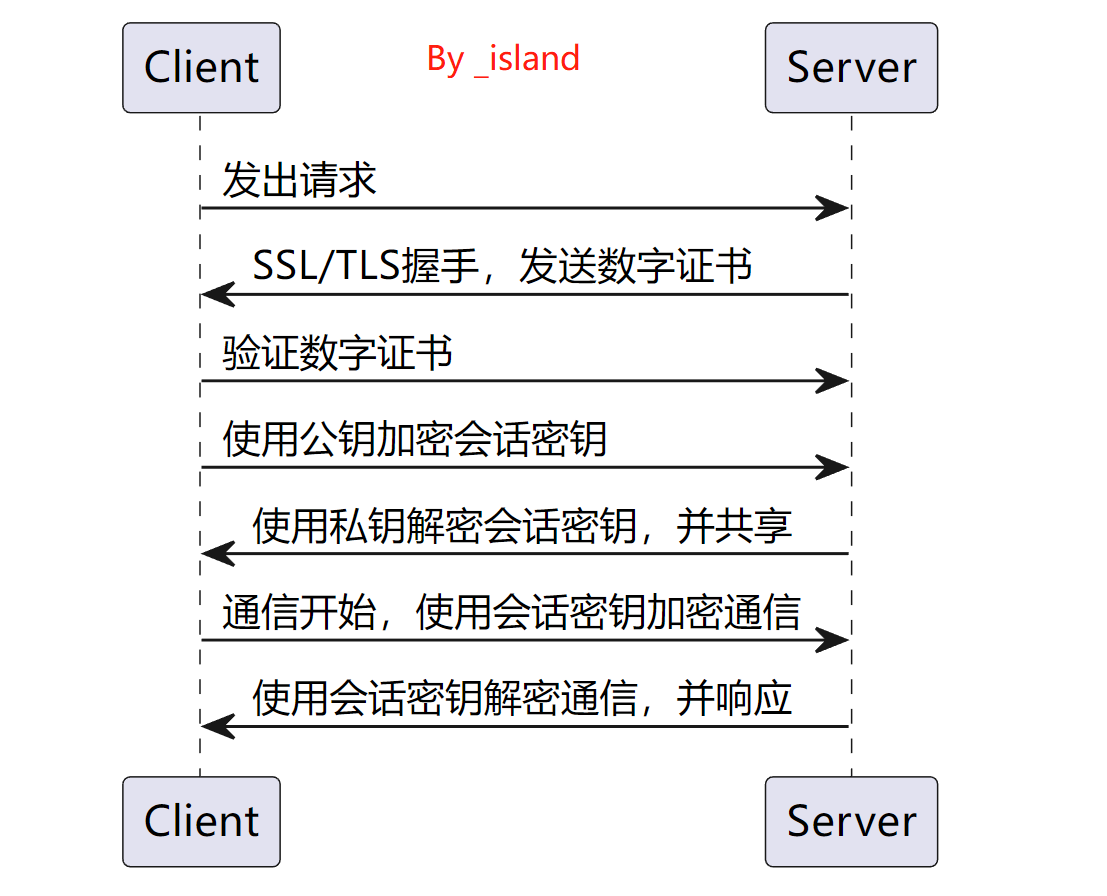 Client
By _island
Server
发出请求
SSL/TLS握手，发送数字证书
验证数字证书
使用公钥加密会话密钥
使用私钥解密会话密钥，并共享
通信开始，使用会话密钥加密通信
使用会话密钥解密通信，并响应
Client
Server